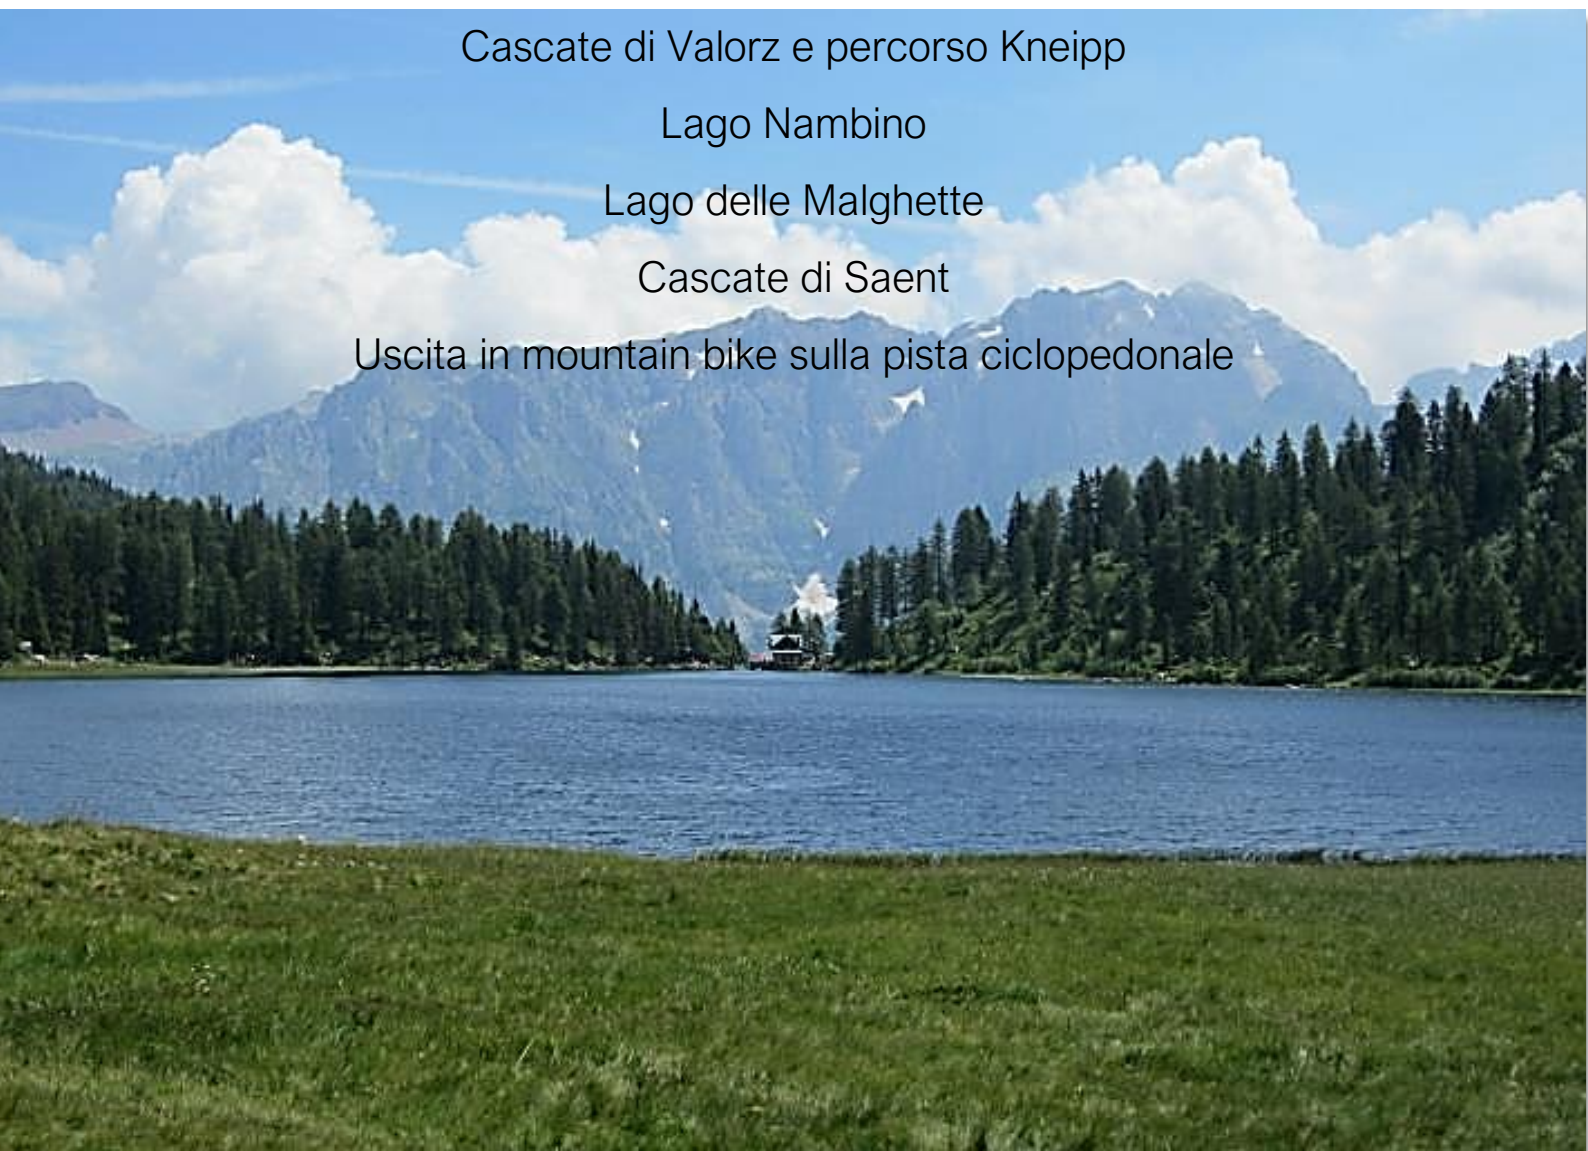 Cascate di Valorz e percorso Kneipp
Lago Nambino
Lago delle Malghette
Cascate di Saent
Uscita in mountain bike sulla pista ciclopedonale